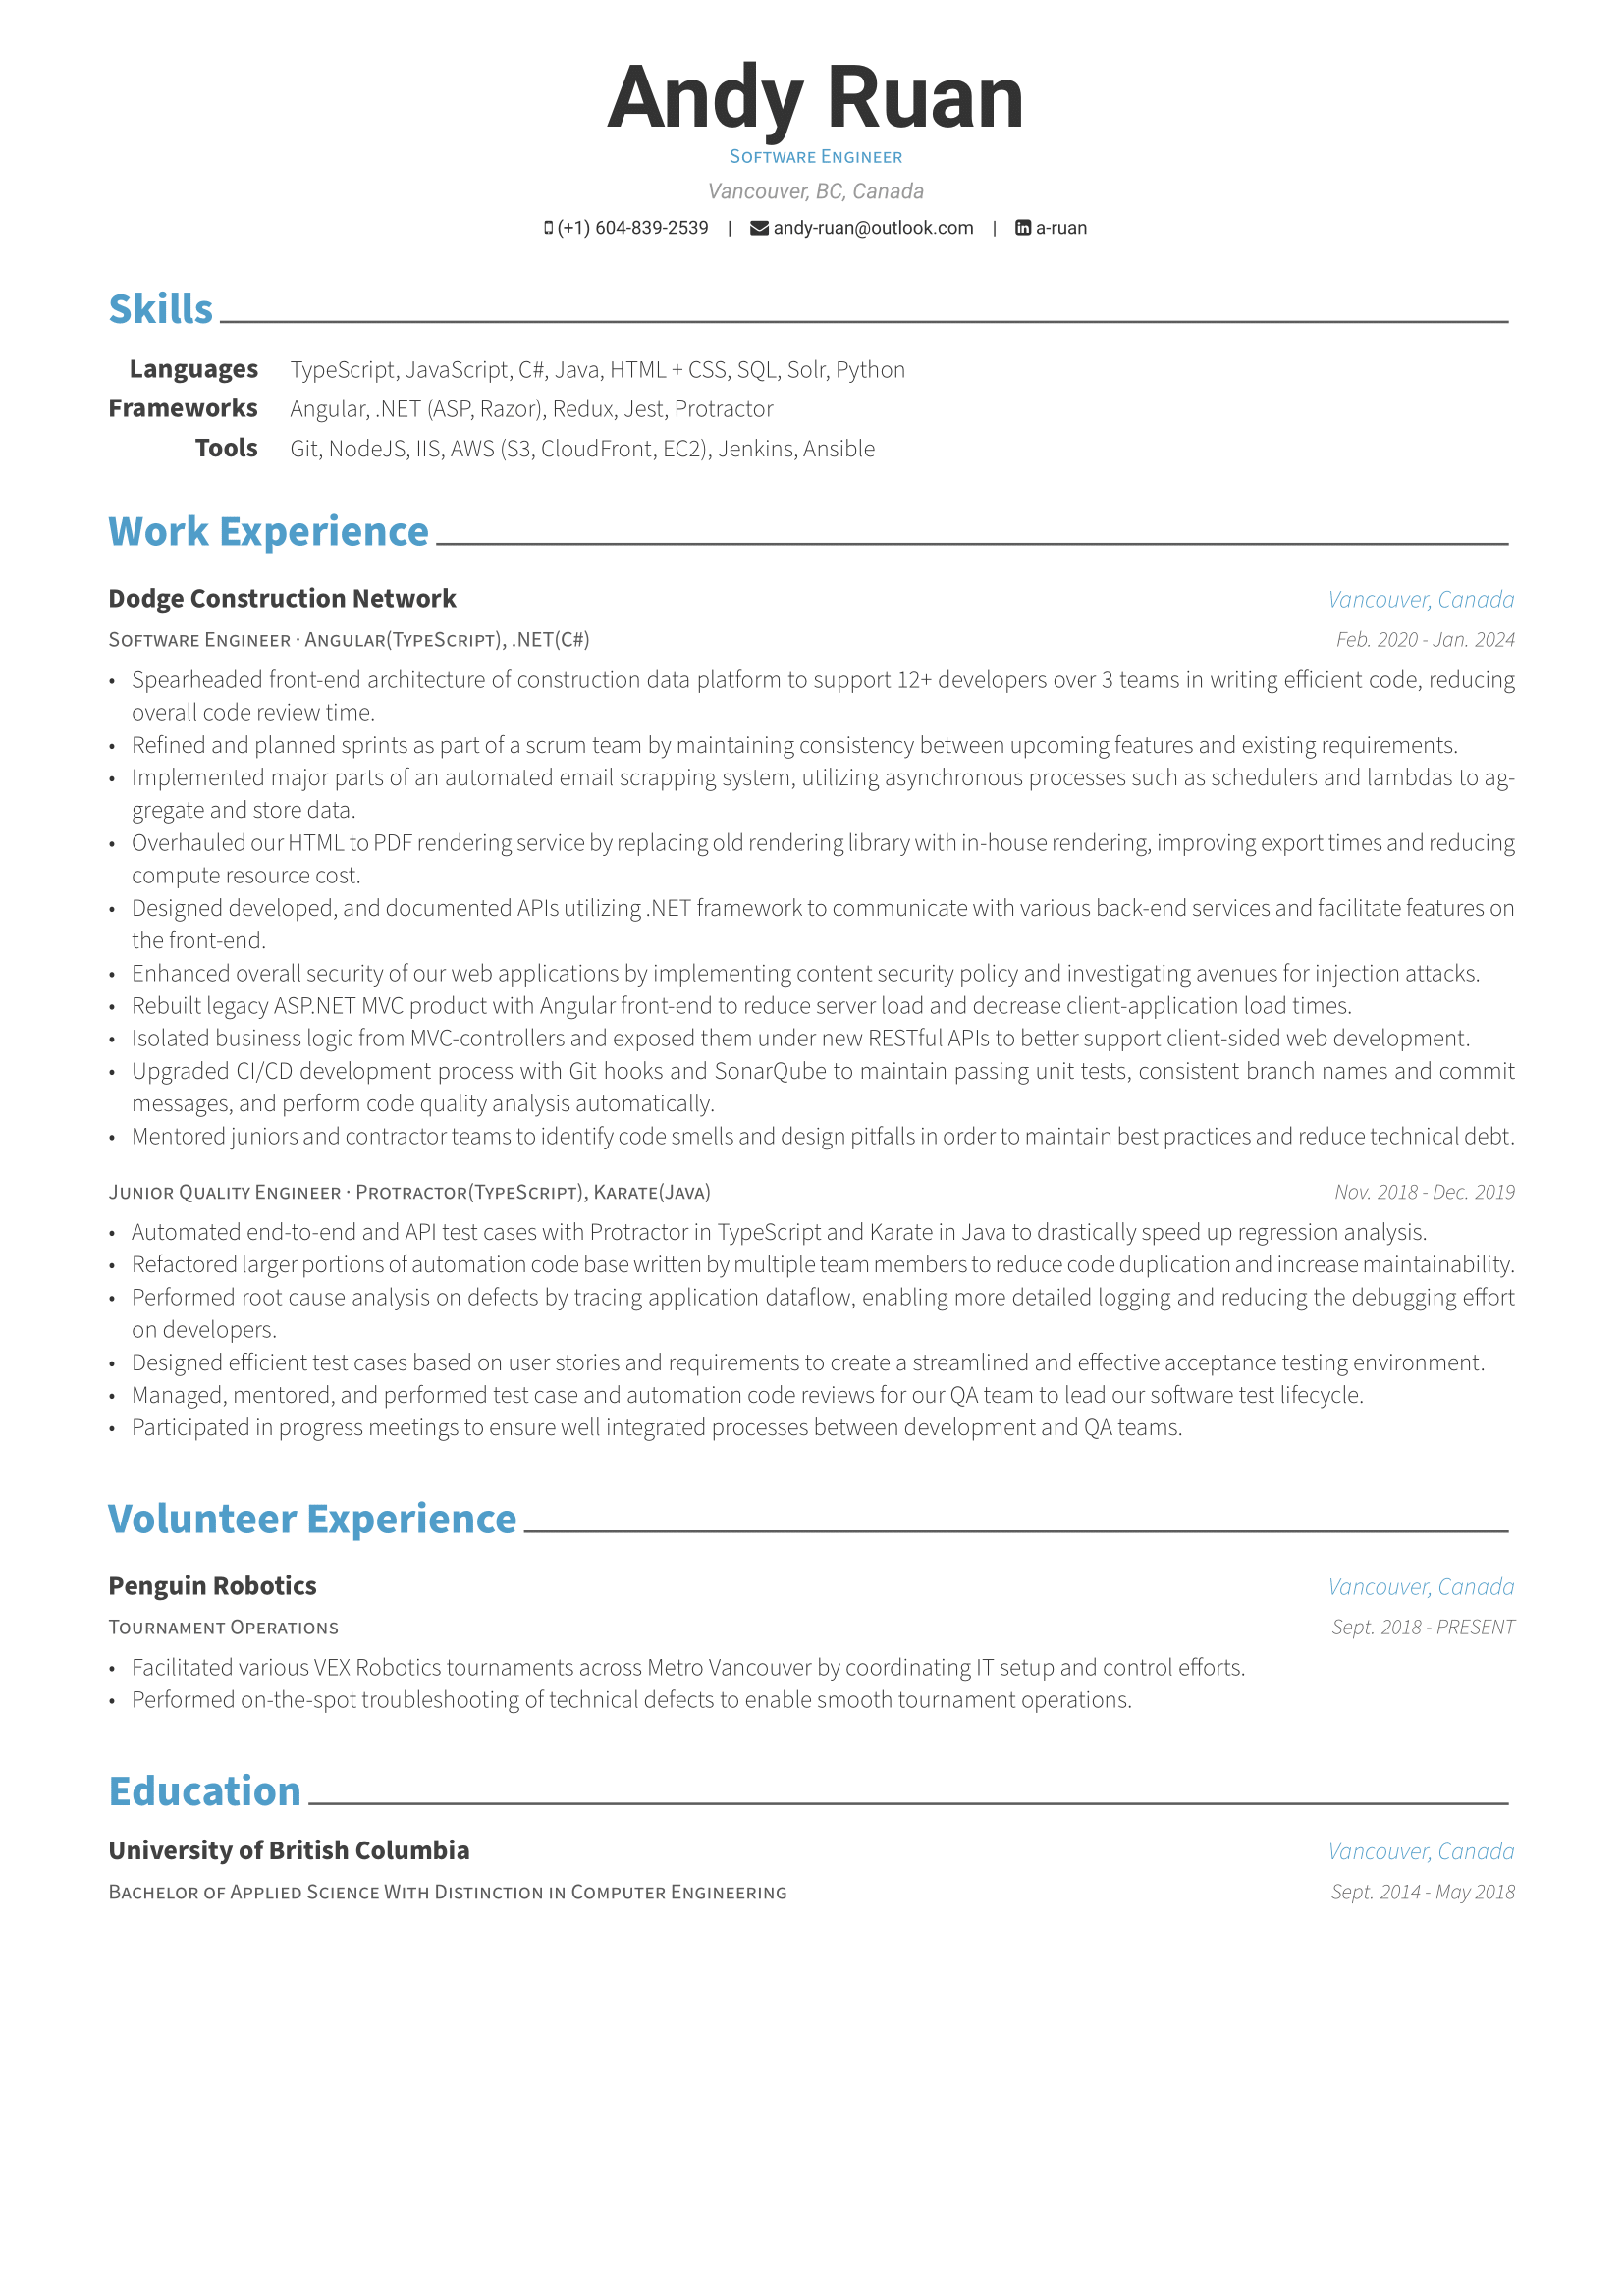 Andy Ruan
Software Engineer
Vancouver, BC, Canada
(+1) 604-839-2539 | andy-ruan@outlook.com | a-ruan
Skills
Languages TypeScript, JavaScript, C#, Java, HTML + CSS, SQL, Solr, Python
Frameworks Angular, .NET (ASP, Razor), Redux, Jest, Protractor
Tools Git, NodeJS, IIS, AWS (S3, CloudFront, EC2), Jenkins, Ansible
Work Experience
Dodge Construction Network Vancouver, Canada
Software Engineer · Angular(TypeScript), .NET(C#) Feb. 2020 - Jan. 2024
• Spearheaded front-end architecture of construction data platform to support 12+ developers over 3 teams in writing efficient code, reducing
overall code review time.
• Refined and planned sprints as part of a scrum team by maintaining consistency between upcoming features and existing requirements.
• Implemented major parts of an automated email scrapping system, utilizing asynchronous processes such as schedulers and lambdas to ag-
gregate and store data.
• Overhauled our HTML to PDF rendering service by replacing old rendering library with in-house rendering, improving export times and reducing
compute resource cost.
• Designed developed, and documented APIs utilizing .NET framework to communicate with various back-end services and facilitate features on
the front-end.
• Enhanced overall security of our web applications by implementing content security policy and investigating avenues for injection attacks.
• Rebuilt legacy ASP.NET MVC product with Angular front-end to reduce server load and decrease client-application load times.
• Isolated business logic from MVC-controllers and exposed them under new RESTful APIs to better support client-sided web development.
• Upgraded CI/CD development process with Git hooks and SonarQube to maintain passing unit tests, consistent branch names and commit
messages, and perform code quality analysis automatically.
• Mentored juniors and contractor teams to identify code smells and design pitfalls in order to maintain best practices and reduce technical debt.
Junior Quality Engineer · Protractor(TypeScript), Karate(Java) Nov. 2018 - Dec. 2019
• Automated end-to-end and API test cases with Protractor in TypeScript and Karate in Java to drastically speed up regression analysis.
• Refactored larger portions of automation code base written by multiple team members to reduce code duplication and increase maintainability.
• Performed root cause analysis on defects by tracing application dataflow, enabling more detailed logging and reducing the debugging effort
on developers.
• Designed efficient test cases based on user stories and requirements to create a streamlined and effective acceptance testing environment.
• Managed, mentored, and performed test case and automation code reviews for our QA team to lead our software test lifecycle.
• Participated in progress meetings to ensure well integrated processes between development and QA teams.
Volunteer Experience
Penguin Robotics Vancouver, Canada
Tournament Operations Sept. 2018 - PRESENT
• Facilitated various VEX Robotics tournaments across Metro Vancouver by coordinating IT setup and control efforts.
• Performed on-the-spot troubleshooting of technical defects to enable smooth tournament operations.
Education
University of British Columbia Vancouver, Canada
Bachelor of Applied Science With Distinction in Computer Engineering Sept. 2014 - May 2018